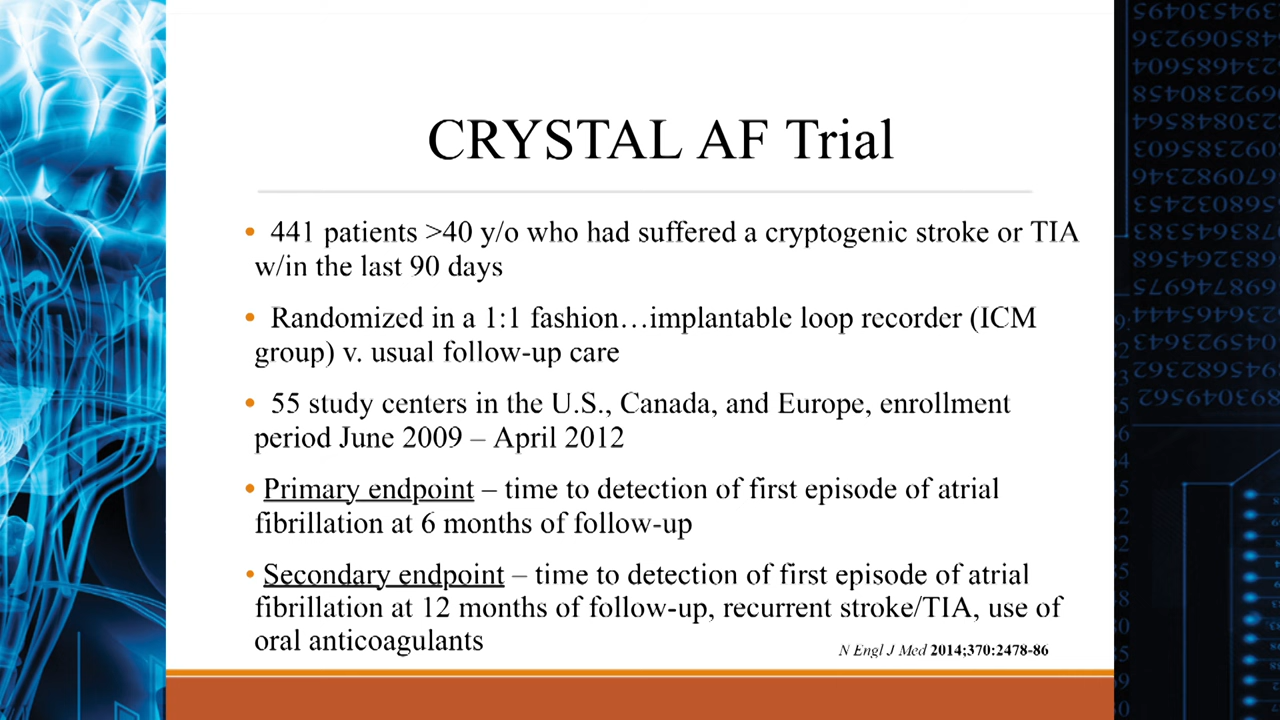 CRYSTAL AF Trial
• 441 patients >40 y/o who had suffered a cryptogenic stroke or TIA
w/in the last 90 days
• Randomized in a 1:1 fashion…implantable loop recorder (ICM
group) v. usual follow-up care
• 55 study centers in the U.S., Canada, and Europe, enrollment
period June 2009 – April 2012
• Primary endpoint – time to detection of first episode of atrial
fibrillation at 6 months of follow-up
• Secondary endpoint – time to detection of first episode of atrial
fibrillation at 12 months of follow-up, recurrent stroke/TIA, use of
oral anticoagulants
N Engl J Med 2014;370:2478-86